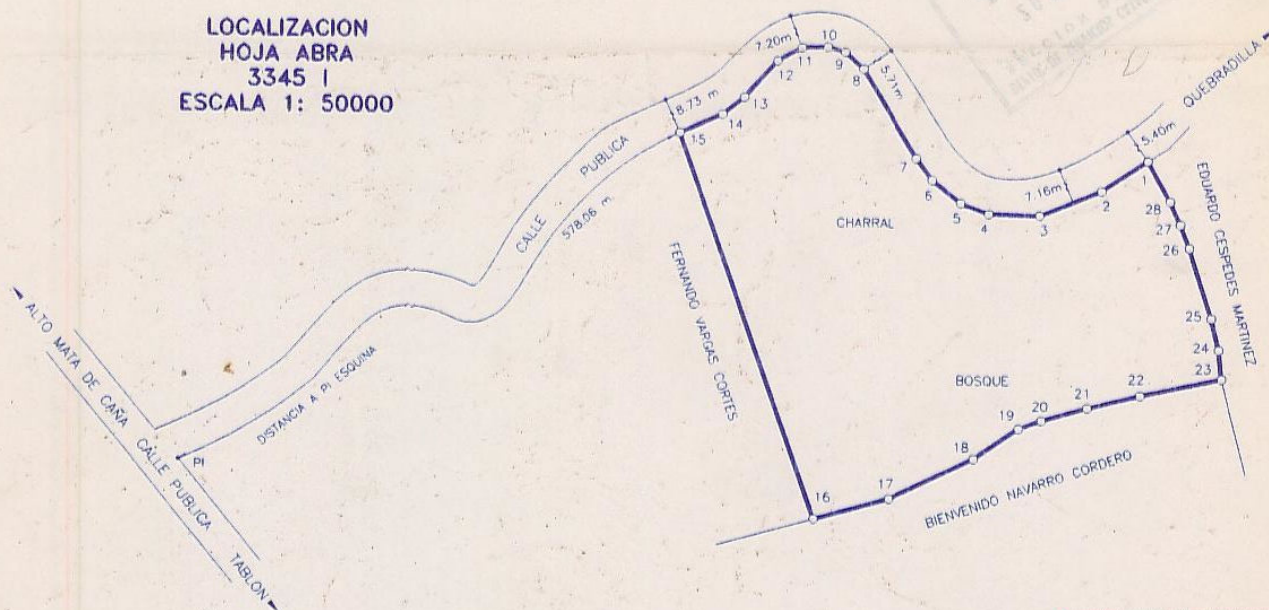 LOCALIZACION
HOJA ABRA
3345 I
ESCALA 1: 50000
7.20m
10
11
9
12
8
5.71m
8.73 m
13
14
15
QUEBRADILLA
5.40m
CALLE PUBLICA
578.06 m.
7
6
5
4
7.16m
3
2
1
28
27
26
EDUARDO CESPEDES MARTINEZ
CHARRAL
FERNANDO VARGAS CORTES
25
24
23
BOSQUE
22
21
20
19
18
17
16
BIENVENIDO NAVARRO CORDERO
DISTANCIA A PI ESQUINA
PI
ALTO MATA DE CAÑA CALLE PUBLICA TABLON